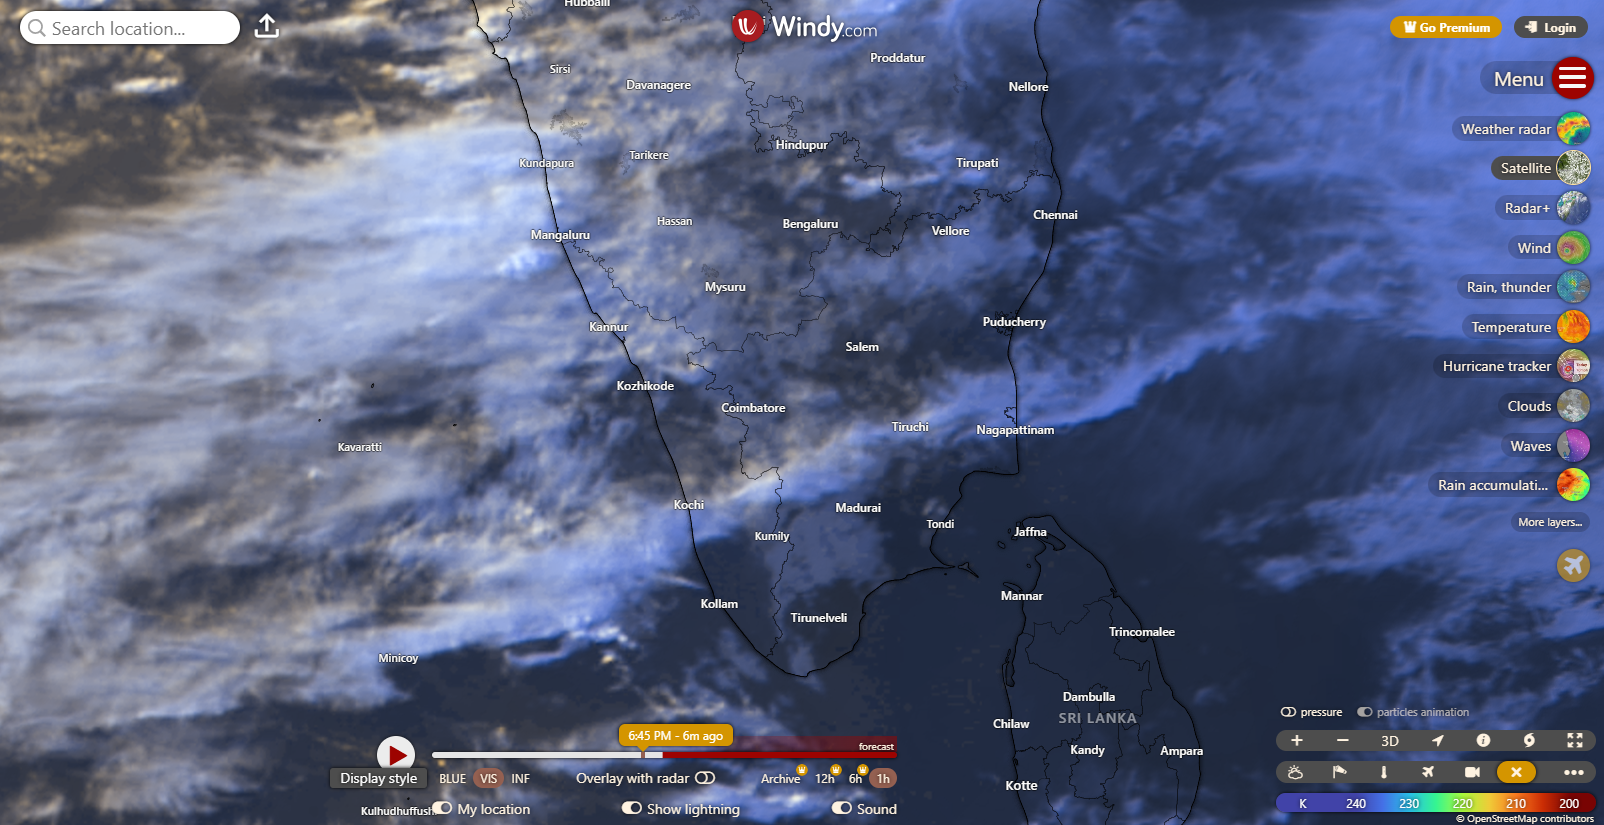 Hubballi
Search location...
Windy.com
Go Premium
Login
Sirsi
Davanagere
Proddatur
Nellore
Menu
Weather radar
Hindupur
Kundapura
Tarikere
Tirupati
Satellite
Radar+
Hassan
Bengaluru
Vellore
Chennai
Mangaluru
Wind
Mysuru
Rain, thunder
Kannur
Puducherry
Temperature
Salem
Hurricane tracker
Kozhikode
Coimbatore
Clouds
Tiruchi
Nagapattinam
Kavaratti
Waves
Rain accumulati...
Kochi
Madurai
Kumily
Tondi
Jaffna
More layers...
Kollam
Mannar
Tirunelveli
Trincomalee
Minicoy
Dambulla
SRI LANKA
Chilaw
Kandy
Ampara
Kotte
pressure
particles animation
3D
6:45 PM - 6m ago
forecast
Display style
BLUE
VIS
INF
Overlay with radar
Archive
12h
6h
1h
Kulhudhuffush
My location
Show lightning
Sound
K 240 230 220 210 200
© OpenStreetMap contributors